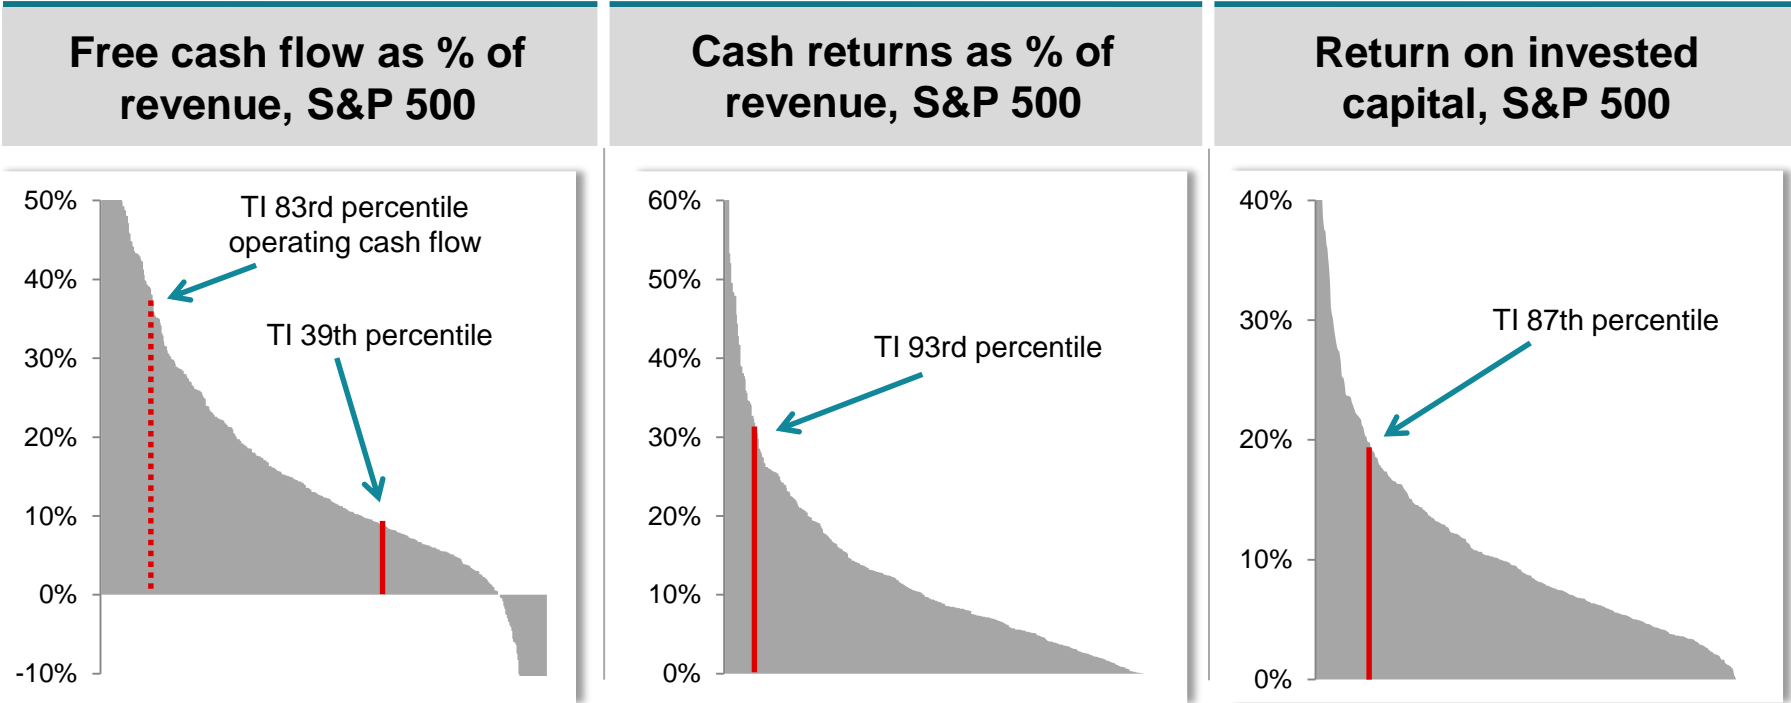 Free cash flow as % of
revenue, S&P 500
Cash returns as % of
revenue, S&P 500
Return on invested
capital, S&P 500
50%
40%
30%
20%
10%
0%
-10%
TI 83rd percentile
operating cash flow
TI 39th percentile
60%
50%
40%
30%
20%
10%
0%
TI 93rd percentile
40%
30%
20%
10%
0%
TI 87th percentile